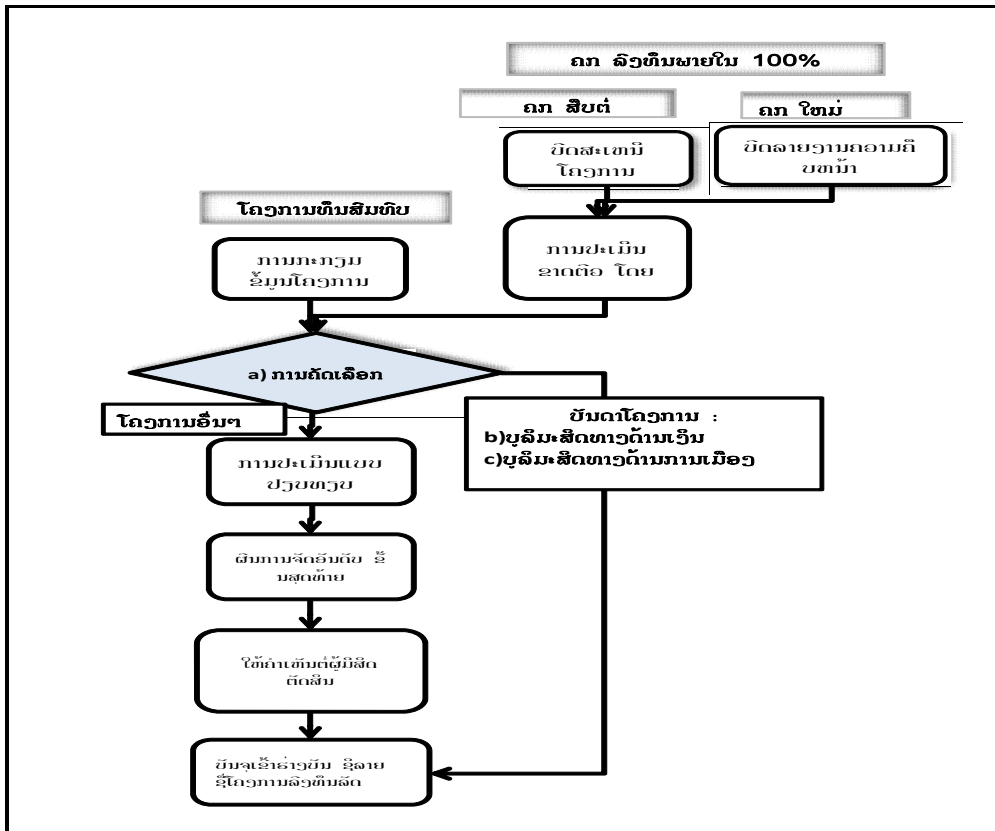 ຄກ ລົງທຶນພາຍໃນ 100%
ຄກ ສືບຕໍ່
ຄກ ໃຫມ່
ບົດສະເຫນີ
ໂຄງການ
ບົດລາຍງານຄວາມຄື
ບຫນ້າ
ໂຄງການທຶນສົມທົບ
ການກະກຽມ
ຂໍ້ມູນໂຄງການ
ການປະເມີນ
ຂາດຕົວ ໂດຍ
a) ການຄັດເລືອກ
ໂຄງການອື່ນໆ
ບັນດາໂຄງການ :
b)ບູລິມະສິດທາງດ້ານເງິນ
c)ບູລິມະສິດທາງດ້ານການເມືອງ
ການປະເມີນແບບ
ປຽບທຽບ
ຜົນການຈັດອັນດັບ ຂັ້
ນສຸດທ້າຍ
ໃຫ້ຄຳເຫັນຕໍ່ຜູ້ມີສິດ
ຕັດສິນ
ບັນຈຸເຂົ້າຮ່າງບັນ ຊີລາຍ
ຊື່ໂຄງການລົງທຶນລັດ